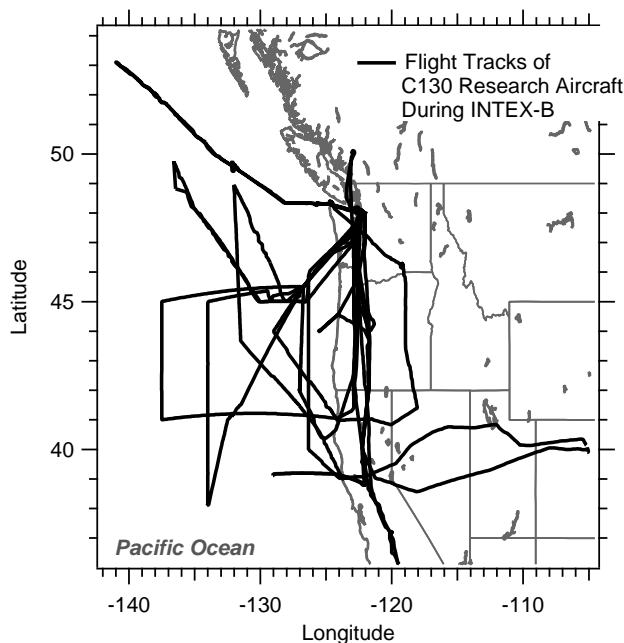 Flight Tracks of
C130 Research Aircraft
During INTEX-B
50
45
40
Latitude
Pacific Ocean
-140
-130
-120
-110
Longitude